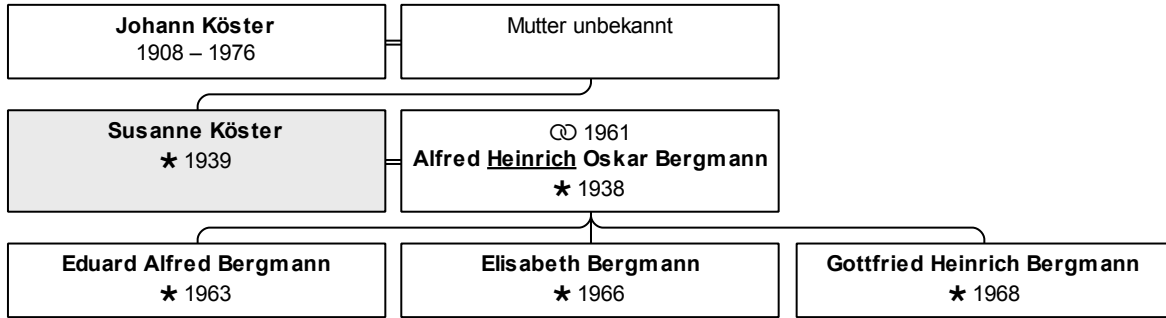 Johann Köster
1908 – 1976
Mutter unbekannt
Susanne Köster
★ 1939
⚭ 1961
Alfred Heinrich Oskar Bergmann
★ 1938
Eduard Alfred Bergmann
★ 1963
Elisabeth Bergmann
★ 1966
Gottfried Heinrich Bergmann
★ 1968